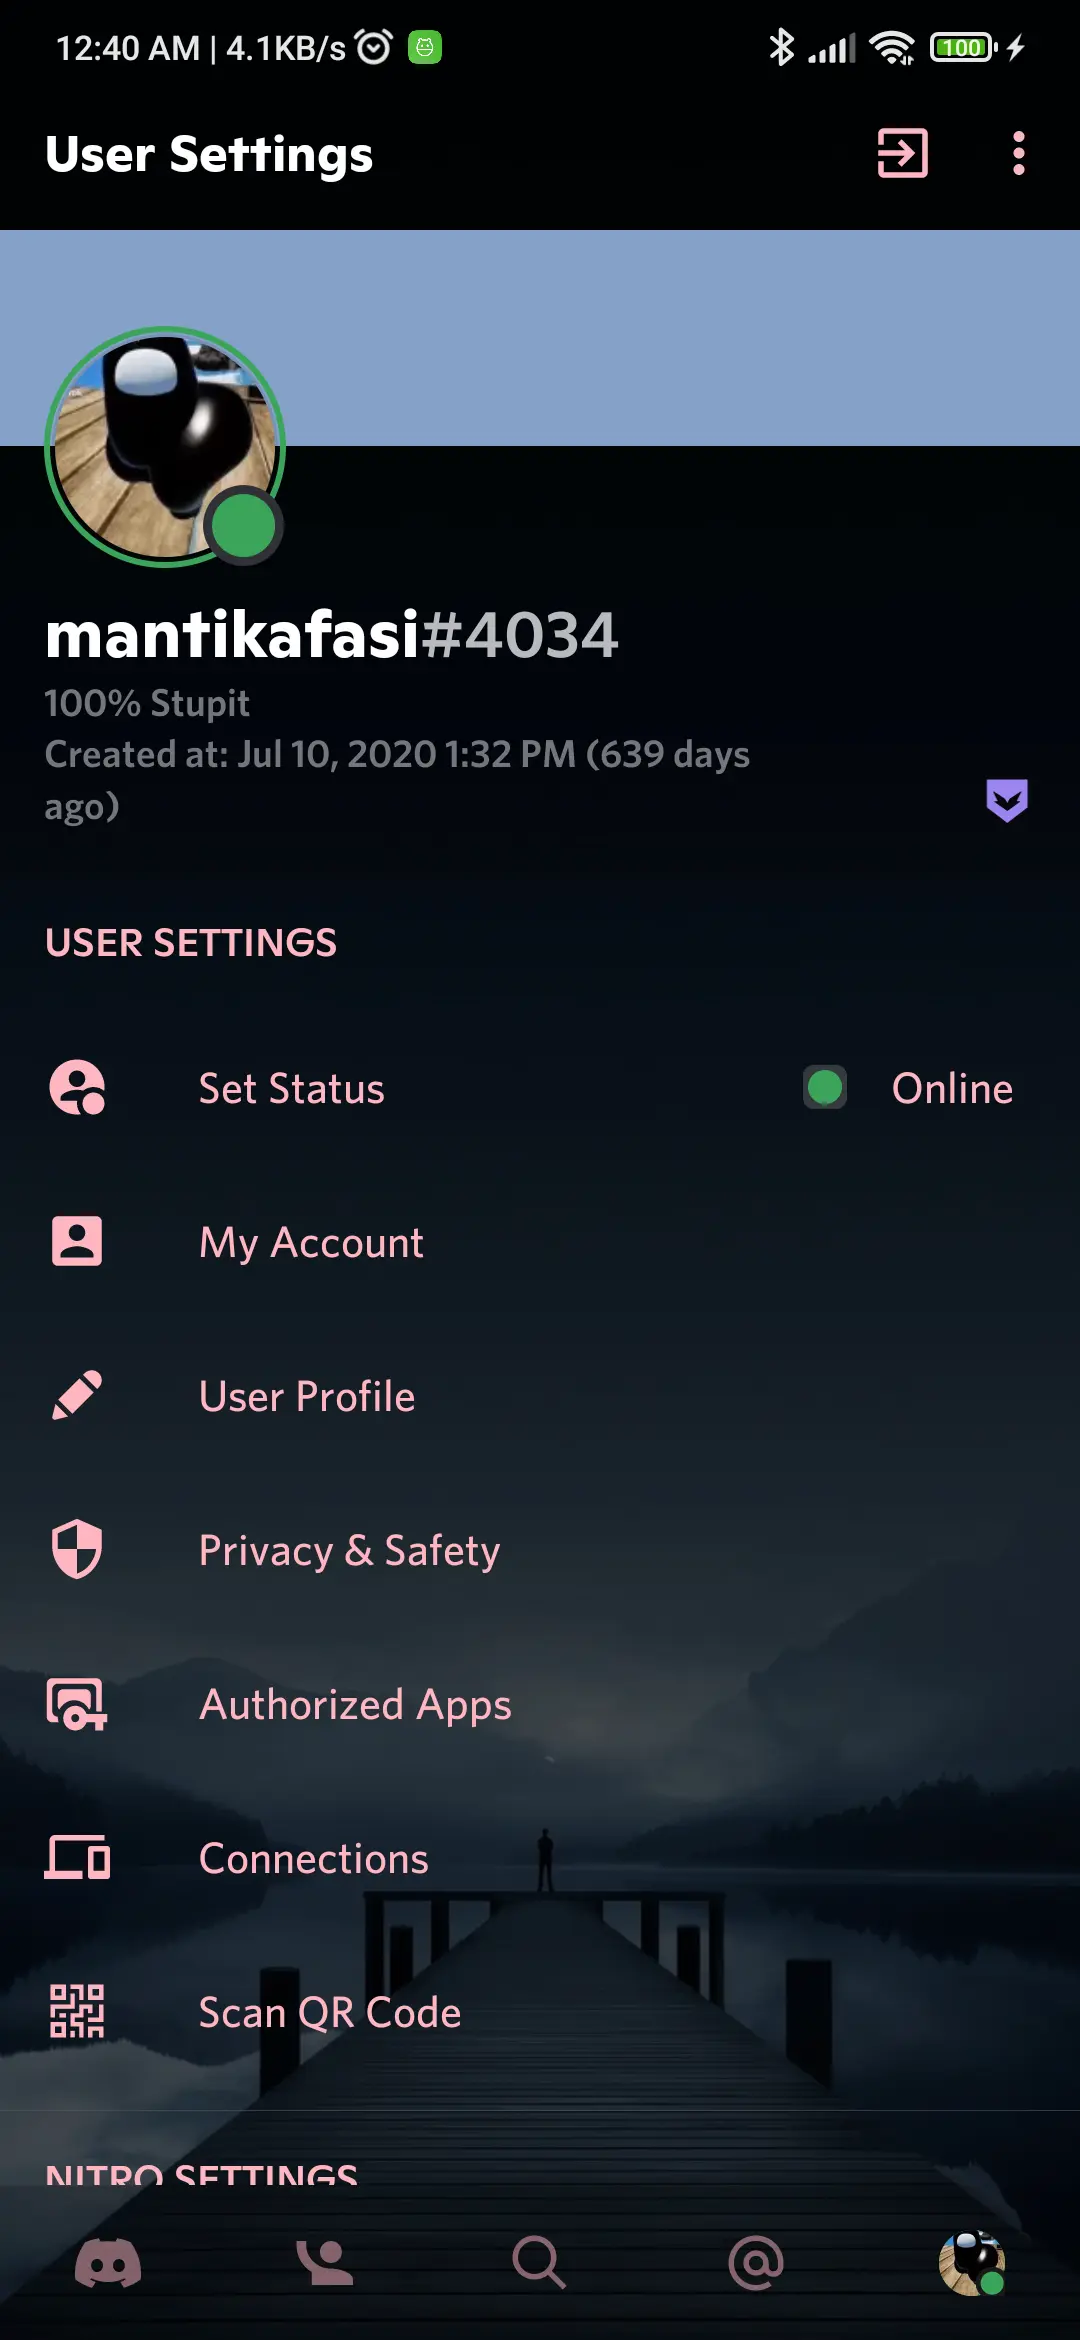 12:40 AM | 4.1KB/s
100
User Settings
mantikafasi#4034
100% Stupit
Created at: Jul 10, 2020 1:32 PM (639 days
ago)
USER SETTINGS
Set Status
Online
My Account
User Profile
Privacy & Safety
Authorized Apps
Connections
Scan QR Code
NITRO SETTINGS